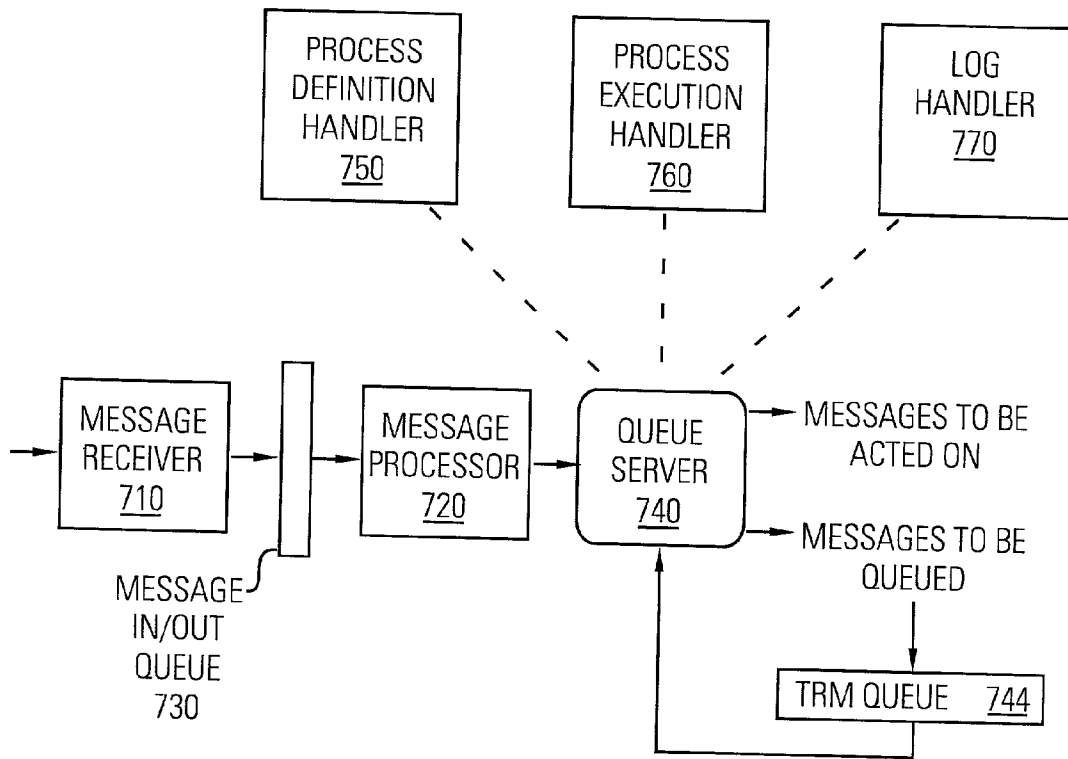 PROCESS
DEFINITION
HANDLER
750
PROCESS
EXECUTION
HANDLER
760
LOG
HANDLER
770
MESSAGE
RECEIVER
710
MESSAGE
IN/OUT
QUEUE
730
MESSAGE
PROCESSOR
720
QUEUE
SERVER
740
MESSAGES TO BE
ACTED ON
MESSAGES TO BE
QUEUED
TRM QUEUE 744